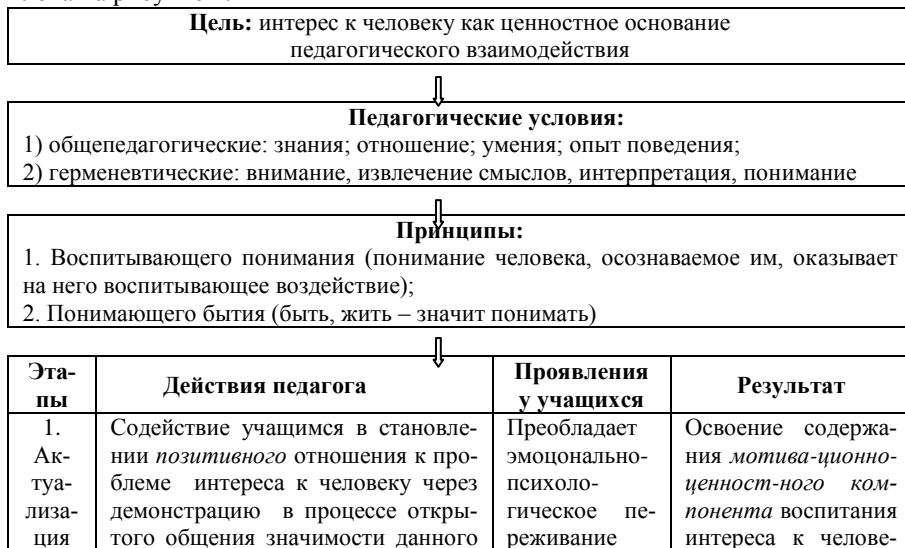 Цель: интерес к человеку как ценностное основание
педагогического взаимодействия
Педагогические условия:
1) общепедагогические: знания; отношение; умения; опыт поведения;
2) герменевтические: внимание, извлечение смыслов, интерпретация, понимание
Принципы:
1. Воспитывающего понимания (понимание человека, осознаваемое им, оказывает
на него воспитывающее воздействие);
2. Понимающего бытия (быть, жить – значит понимать)
Эта-
пы
Действия педагога
Проявления
у учащихся
Результат
1.
Ак-
туа-
лиза-
ция
Содействие учащимся в становле-
нии позитивного отношения к про-
блеме интереса к человеку через
демонстрацию в процессе откры-
того общения значимости данного
Преобладает
эмоцонально-
психоло-
гическое пе-
реживание
Освоение содержа-
ния мотива-ционно-
ценност-ного ком-
понента воспитания
интереса к челове-